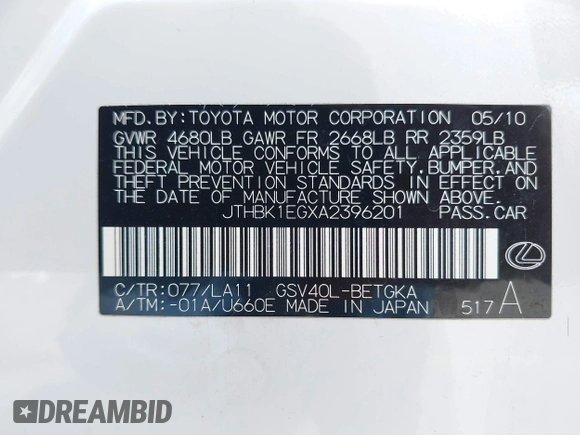 MFD.BY:TOYOTA MOTOR CORPORATION 05/10
GVWR 4680LB GAWR FR 2668LB RR 2359LB
THIS VEHICLE CONFORMS TO ALL APPLICABLE
FEDERAL MOTOR VEHICLE SAFETY,BUMPER,AND
THEFT PREVENTION STANDARDS IN EFFECT ON
THE DATE OF MANUFACTURE SHOWN ABOVE.
JTHBK1EGXA2396201 PASS.CAR
C/TR:077/LA11 GSV40L-BETGKA
A/TM:-01A/U660E MADE IN JAPAN 517A
DREAMBID